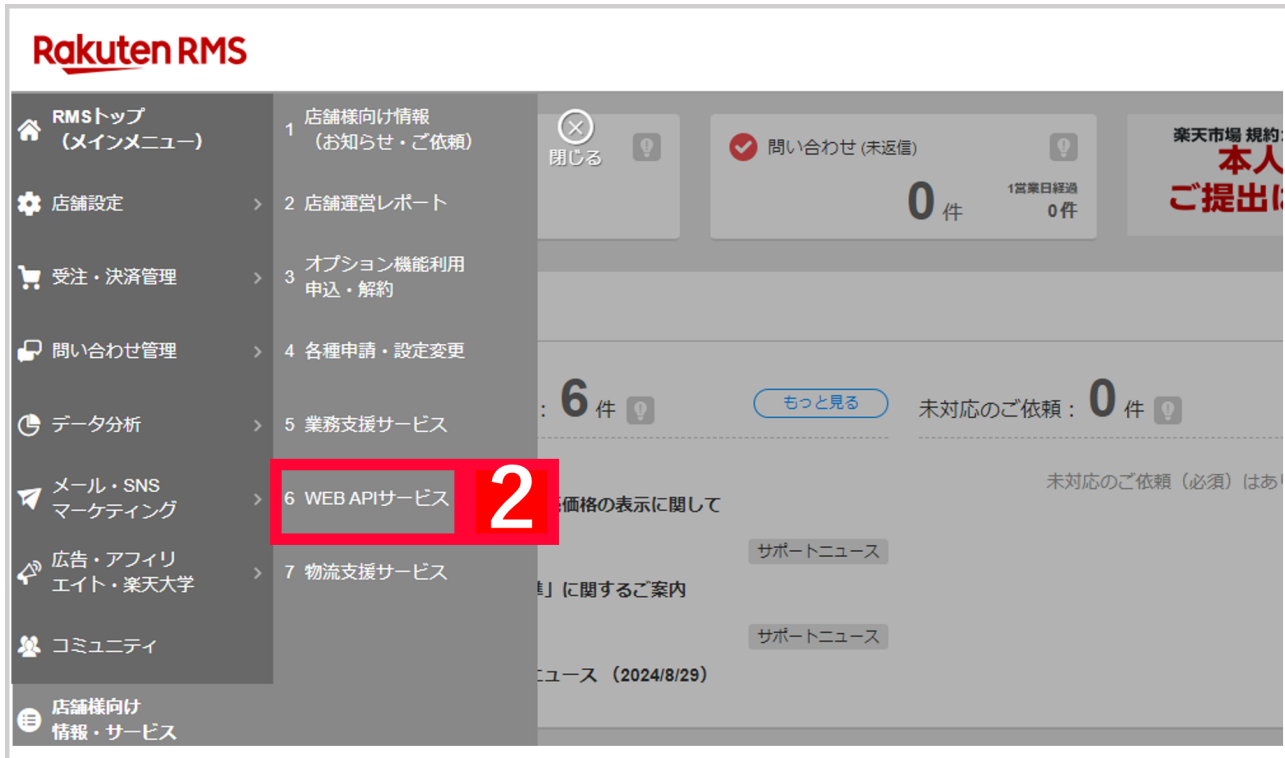 Rakuten RMS
RMSトップ
(メインメニュー)
店舗設定
受注・決済管理
問い合わせ管理
データ分析
メール・SNS
マーケティング
広告・アフィリ
エイト・楽天大学
コミュニティ
店舗様向け
情報・サービス
1 店舗様向け情報
(お知らせ・ご依頼)
2 店舗運営レポート
3 オプション機能利用
申込・解約
4 各種申請・設定変更
5 業務支援サービス
6 WEB APIサービス
2
7 物流支援サービス
閉じる
問い合わせ (未返信)
0 件
1営業日経過
0件
楽天市場 規約
本人
ご提出は
: 6 件
もっと見る
未対応のご依頼: 0 件
未対応のご依頼(必須)はあ
価格の表示に関して
サポートニュース
」に関するご案内
サポートニュース
ニュース (2024/8/29)